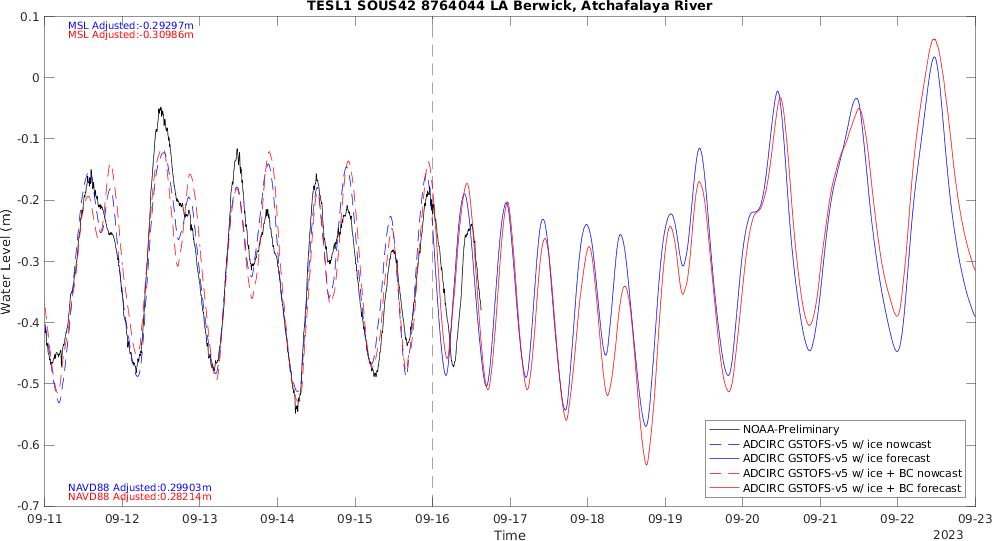 TESL1 SOUS42 8764044 LA Berwick, Atchafalaya River
MSL Adjusted:-0.29297m
MSL Adjusted:-0.30986m
0.1
0
-0.1
-0.2
-0.3
-0.4
-0.5
-0.6
-0.7
Water Level (m)
NOAA-Preliminary
ADCIRC GSTOFS-v5 w/ ice nowcast
ADCIRC GSTOFS-v5 w/ ice forecast
ADCIRC GSTOFS-v5 w/ ice + BC nowcast
ADCIRC GSTOFS-v5 w/ ice + BC forecast
NAVD88 Adjusted:0.29903m
NAVD88 Adjusted:0.28214m
09-11 09-12 09-13 09-14 09-15 09-16 09-17 09-18 09-19 09-20 09-21 09-22 09-23
Time
2023